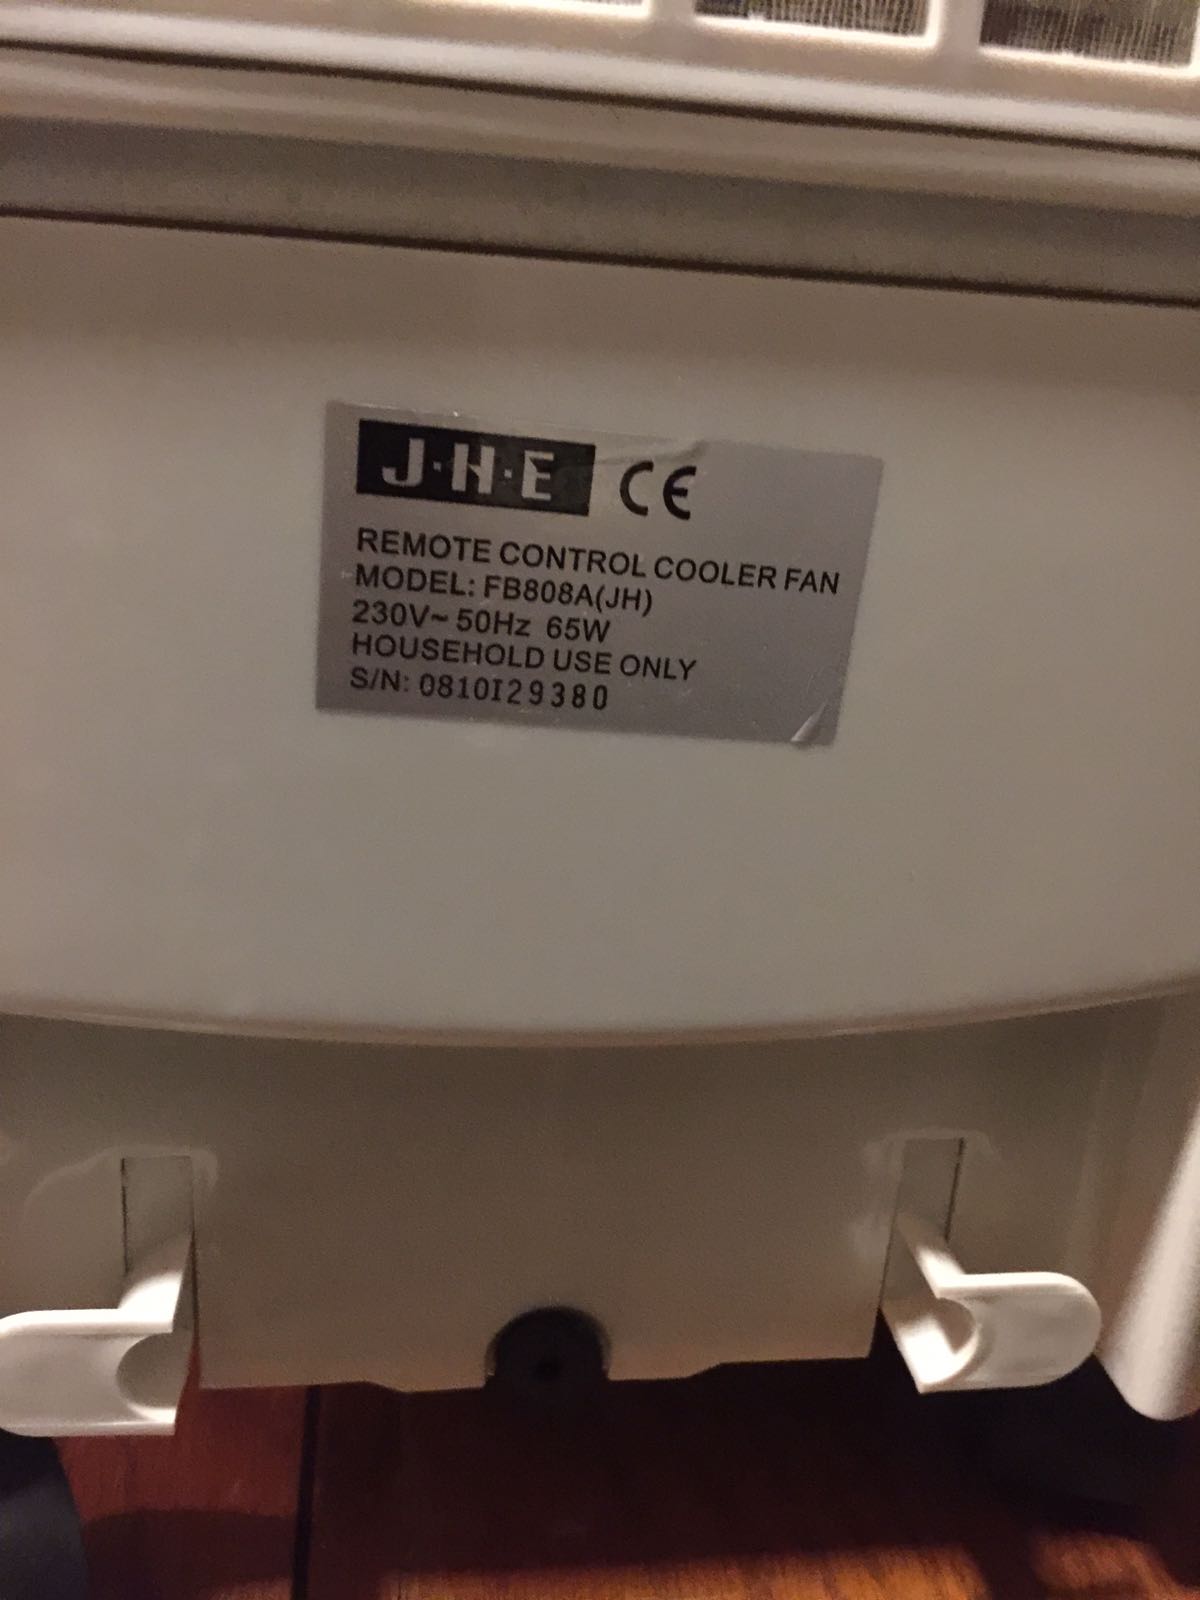 J·H·E CE
REMOTE CONTROL COOLER FAN
MODEL: FB808A(JH)
230V~ 50Hz 65W
HOUSEHOLD USE ONLY
S/N: 0810I29380